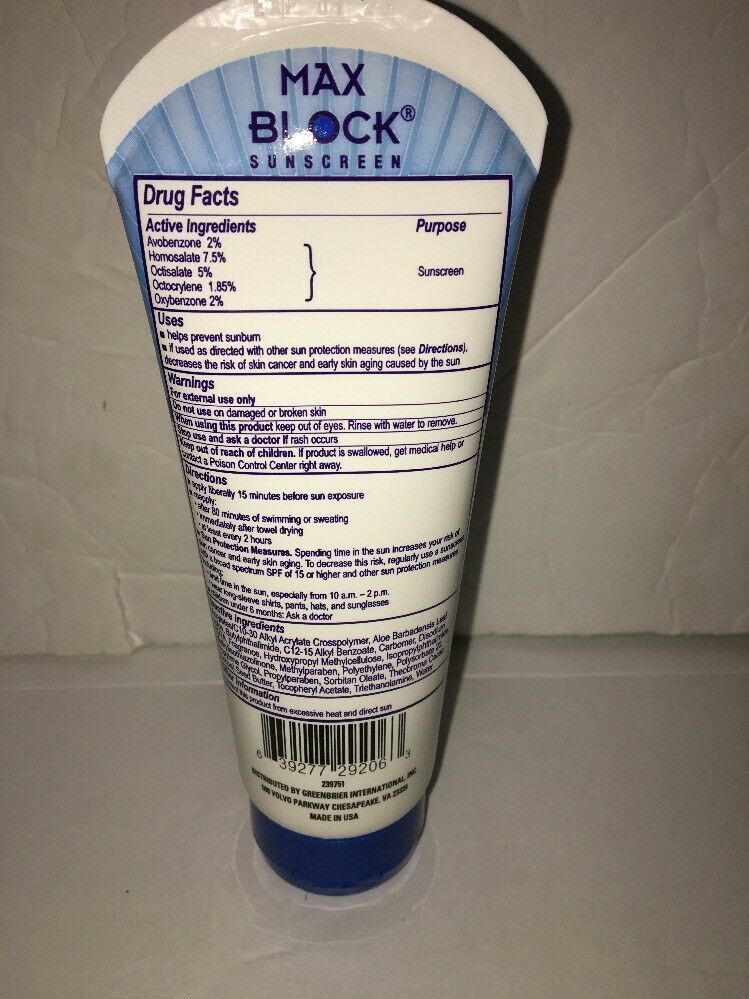 MAX
BLOCK®
SUNSCREEN
Drug Facts
Active Ingredients Purpose
Avobenzone 2%
Homosalate 7.5%
Octisalate 5% Sunscreen
Octocrylene 1.85%
Oxybenzone 2%
Uses
helps prevent sunburn
if used as directed with other sun protection measures (see Directions),
decreases the risk of skin cancer and early skin aging caused by the sun
Warnings
For external use only
Do not use on damaged or broken skin
When using this product keep out of eyes. Rinse with water to remove.
Stop use and ask a doctor if rash occurs
Keep out of reach of children. If product is swallowed, get medical help or
contact a Poison Control Center right away.
Directions
apply liberally 15 minutes before sun exposure
reapply:
after 80 minutes of swimming or sweating
immediately after towel drying
at least every 2 hours
Sun Protection Measures. Spending time in the sun increases your risk of
cancer and early skin aging. To decrease this risk, regularly use a sunscreen
a broad spectrum SPF of 15 or higher and other sun protection measures
time in the sun, especially from 10 a.m. – 2 p.m.
long-sleeve shirts, pants, hats, and sunglasses
under 6 months: Ask a doctor
Ingredients
C10-30 Alkyl Acrylate Crosspolymer, Aloe Barbadensis Leaf
Butylphthalimide, C12-15 Alkyl Benzoate, Carbomer, Disodium
Fragrance, Hydroxypropyl Methylcellulose, Isopropylphthalimide,
Methylparaben, Polyethylene, Polysorbate
Glycol, Propylparaben, Sorbitan Oleate, Theobroma Cacao
Seed Butter, Tocopheryl Acetate, Triethanolamine, Water
Information
product from excessive heat and direct sun
6 39277 29206 3
239751
DISTRIBUTED BY GREENBRIER INTERNATIONAL, INC.
VOLVO PARKWAY CHESAPEAKE, VA
MADE IN USA